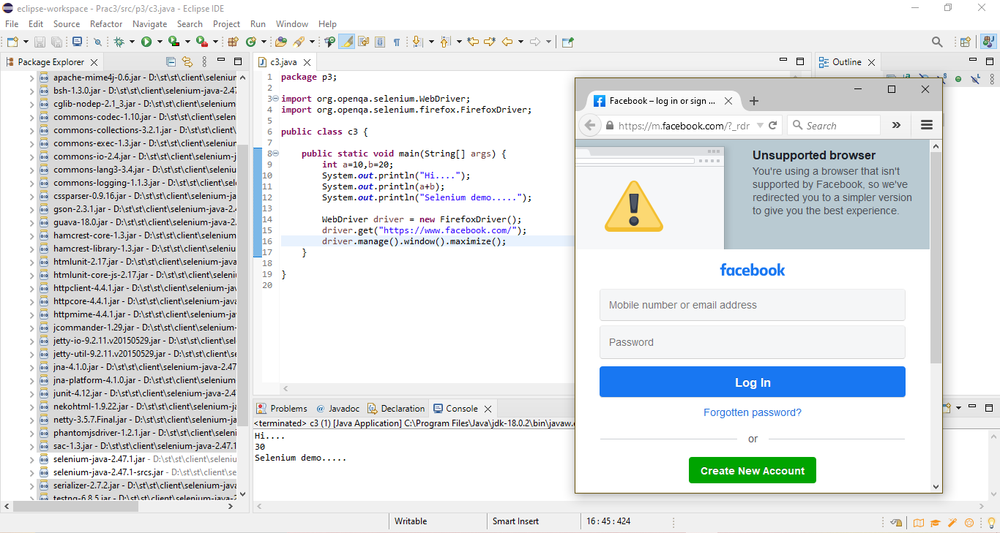 eclipse-workspace - Prac3/src/p3/c3.java - Eclipse IDE
File Edit Source Refactor Navigate Search Project Run Window Help
Package Explorer
apache-mime4j-0.6.jar - D:\st\st\client\selenium
bsh-1.3.0.jar - D:\st\st\client\selenium-java-2.47
cglib-nodep-2.1_3.jar - D:\st\st\client\selenium
commons-codec-1.10.jar - D:\st\st\client\selen
commons-collections-3.2.1.jar - D:\st\st\client\
commons-exec-1.3.jar - D:\st\st\client\selenium
commons-io-2.4.jar - D:\st\st\client\selenium-j
commons-lang3-3.4.jar - D:\st\st\client\seleniu
commons-logging-1.1.3.jar - D:\st\st\client\sele
cssparser-0.9.16.jar - D:\st\st\client\selenium-ja
gson-2.3.1.jar - D:\st\st\client\selenium-java-2.4
guava-18.0.jar - D:\st\st\client\selenium-java-2.
hamcrest-core-1.3.jar - D:\st\st\client\selenium
hamcrest-library-1.3.jar - D:\st\st\client\seleniu
htmlunit-2.17.jar - D:\st\st\client\selenium-java
htmlunit-core-js-2.17.jar - D:\st\st\client\seleni
httpclient-4.4.1.jar - D:\st\st\client\selenium-jav
httpcore-4.4.1.jar - D:\st\st\client\selenium-java
httpmime-4.4.1.jar - D:\st\st\client\selenium-jav
jcommander-1.29.jar - D:\st\st\client\selenium-
jetty-io-9.2.11.v20150529.jar - D:\st\st\client\sel
jetty-util-9.2.11.v20150529.jar - D:\st\st\client\s
jna-4.1.0.jar - D:\st\st\client\selenium-java-2.47
jna-platform-4.1.0.jar - D:\st\st\client\selenium
junit-4.12.jar - D:\st\st\client\selenium-java-2.4
nekohtml-1.9.22.jar - D:\st\st\client\selenium-ja
netty-3.5.7.Final.jar - D:\st\st\client\selenium-ja
phantomjsdriver-1.2.1.jar - D:\st\st\client\seleni
sac-1.3.jar - D:\st\st\client\selenium-java-2.47.1
selenium-java-2.47.1.jar - D:\st\st\client\seleniu
selenium-java-2.47.1-srcs.jar - D:\st\st\client\se
serializer-2.7.2.jar - D:\st\st\client\selenium-java
testng-6.8.5.jar - D:\st\st\client\selenium-java-2
c3.java
1 package p3;
2
3 import org.openqa.selenium.WebDriver;
4 import org.openqa.selenium.firefox.FirefoxDriver;
5
6 public class c3 {
7
8 public static void main(String[] args) {
9 int a=10,b=20;
10 System.out.println("Hi....");
11 System.out.println(a+b);
12 System.out.println("Selenium demo.....");
13
14 WebDriver driver = new FirefoxDriver();
15 driver.get("https://www.facebook.com/");
16 driver.manage().window().maximize();
17 }
18
19 }
20
Outline
Facebook – log in or sign ...
https://m.facebook.com/?_rdr
Search
Unsupported browser
You're using a browser that isn't
supported by Facebook, so we've
redirected you to a simpler version
to give you the best experience.
facebook
Mobile number or email address
Password
Log In
Forgotten password?
or
Create New Account
Problems @ Javadoc Declaration Console
<terminated> c3 (1) [Java Application] C:\Program Files\Java\jdk-18.0.2\bin\javaw.
Hi....
30
Selenium demo.....
Writable Smart Insert 16 : 45 : 424